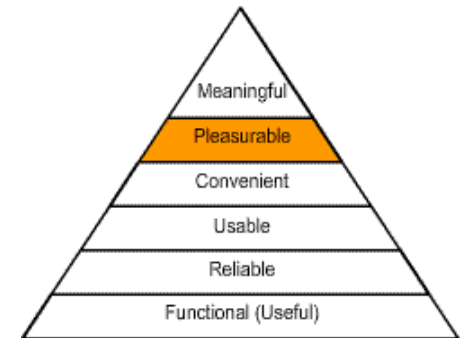 Meaningful
Pleasurable
Convenient
Usable
Reliable
Functional (Useful)